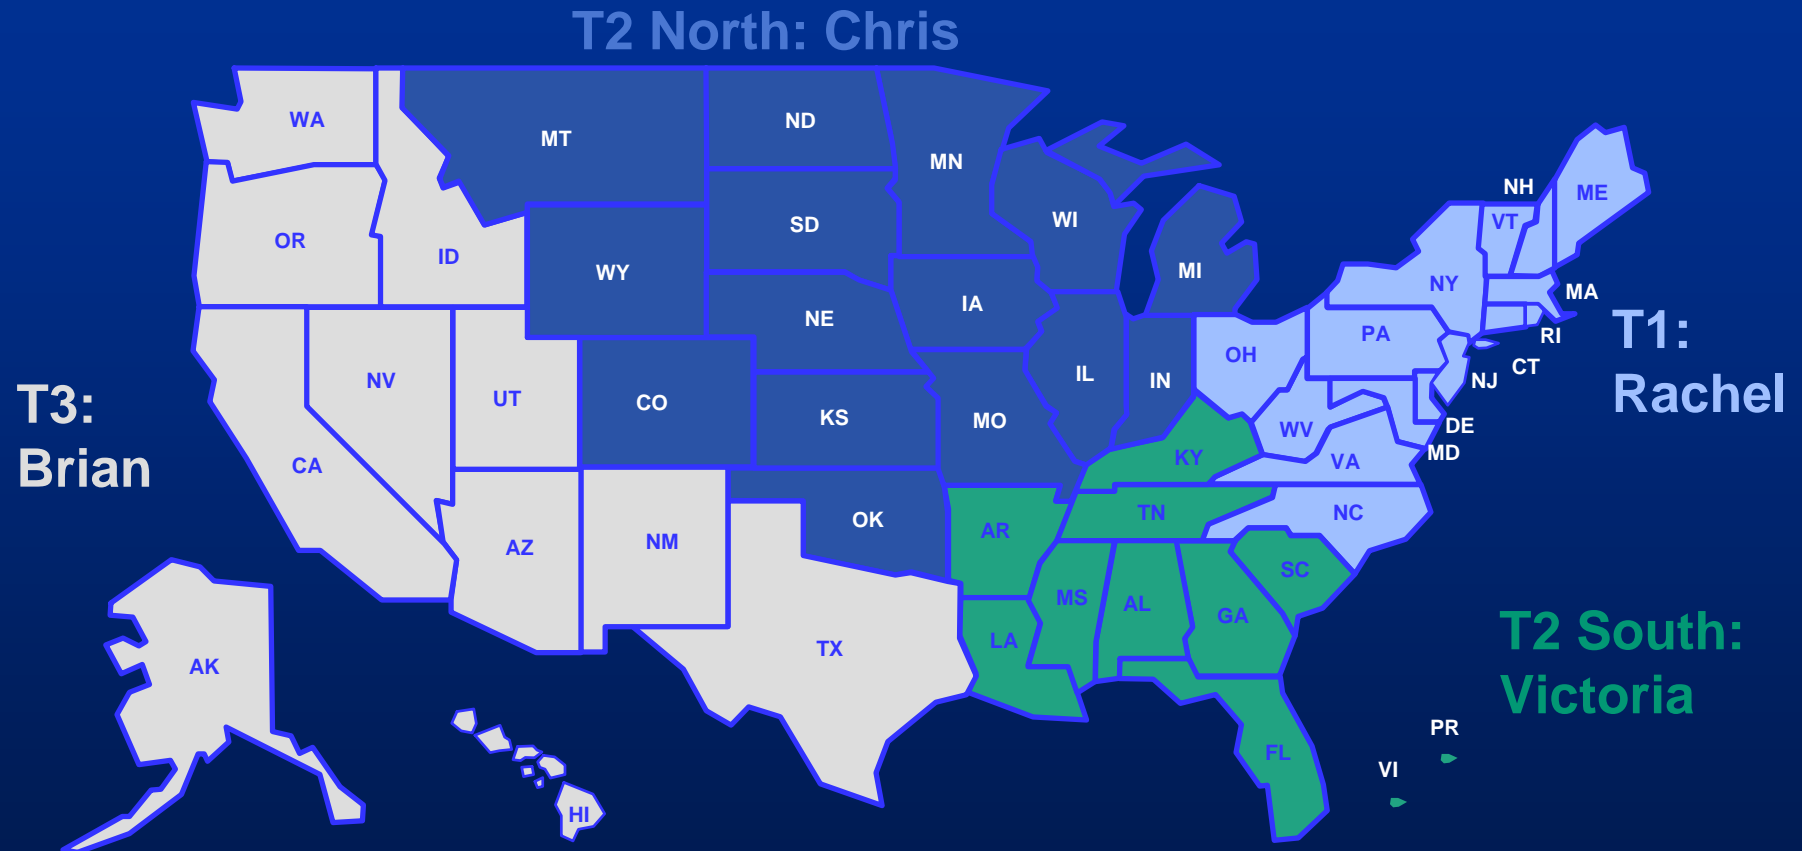 T2 North: Chris
WA
MT
ND
MN
NH
ME
VT
OR
ID
SD
WI
WY
MI
NY
MA
IA
NE
RI
T1:
Rachel
PA
OH
CT
NJ
NV
UT
CO
IL
IN
T3:
Brian
KS
MO
DE
WV
MD
CA
KY
VA
OK
AR
TN
NC
AZ
NM
SC
MS
AL
GA
LA
T2 South:
Victoria
TX
AK
PR
FL
VI
HI